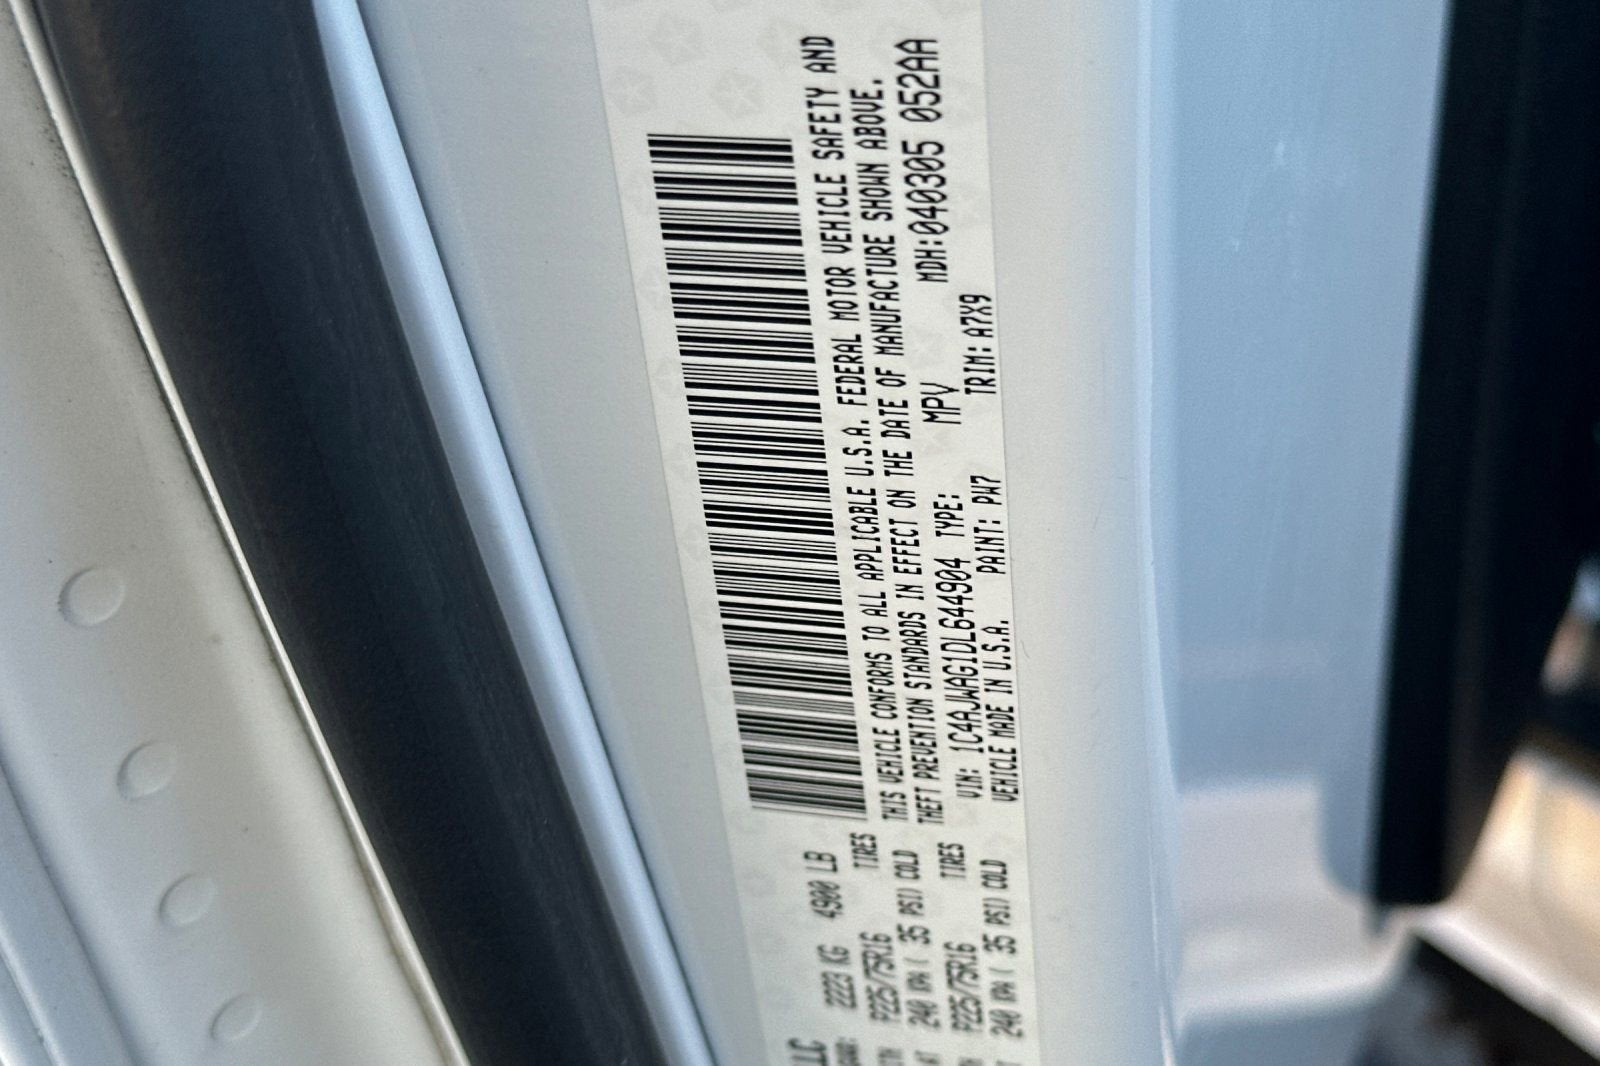 LLC
2223 KG 4900 LB
P225/75R16 TIRES
240 KPA ( 35 PSI) COLD
P225/75R16 TIRES
240 KPA ( 35 PSI) COLD
THIS VEHICLE CONFORMS TO ALL APPLICABLE U.S.A. FEDERAL MOTOR VEHICLE SAFETY AND
THEFT PREVENTION STANDARDS IN EFFECT ON THE DATE OF MANUFACTURE SHOWN ABOVE.
VIN: 1C4AJWAG1DL644904 TYPE: MPV MDH:040305 052AA
VEHICLE MADE IN U.S.A. PAINT: PW7 TRIM: A7X9